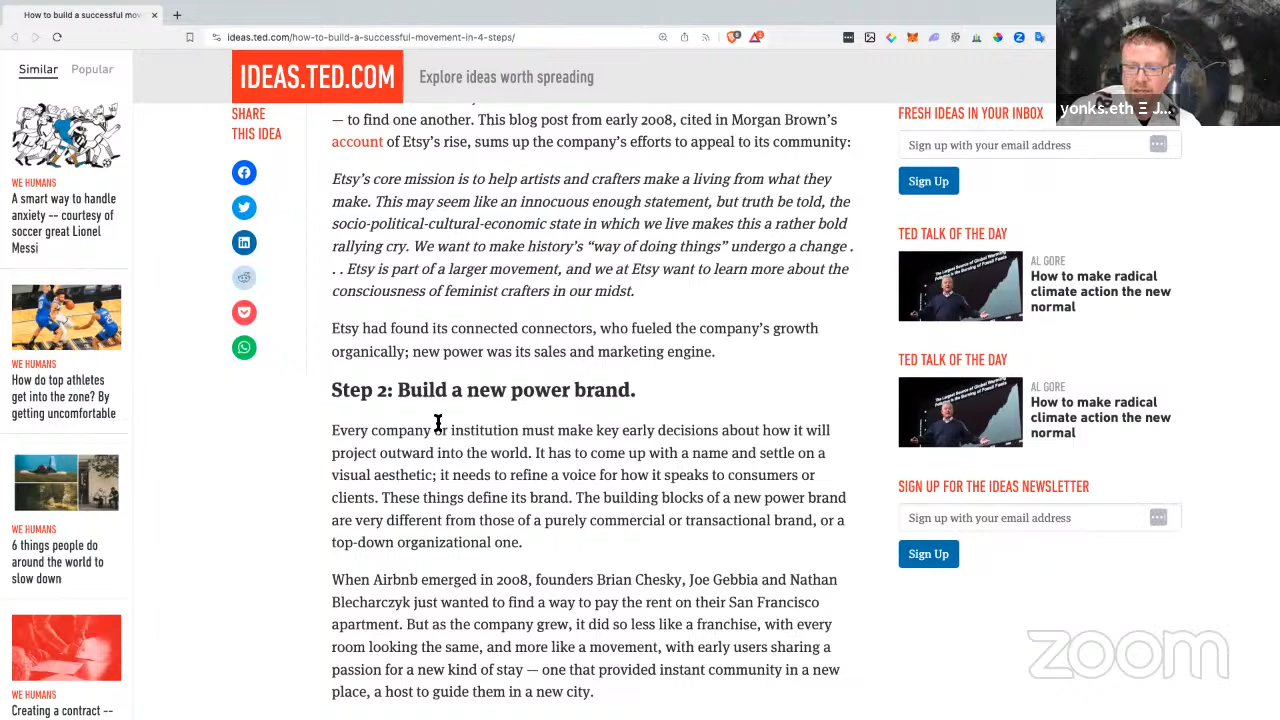 How to build a successful mov
ideas.ted.com/how-to-build-a-successful-movement-in-4-steps/
yonks.eth Ξ J...
Similar Popular
IDEAS.TED.COM
Explore ideas worth spreading
WE HUMANS
A smart way to handle
anxiety -- courtesy of
soccer great Lionel
Messi
WE HUMANS
How do top athletes
get into the zone? By
getting uncomfortable
WE HUMANS
6 things people do
around the world to
slow down
WE HUMANS
Creating a contract --
SHARE
THIS IDEA
— to find one another. This blog post from early 2008, cited in Morgan Brown’s
account of Etsy’s rise, sums up the company’s efforts to appeal to its community:
Etsy’s core mission is to help artists and crafters make a living from what they
make. This may seem like an innocuous enough statement, but truth be told, the
socio-political-cultural-economic state in which we live makes this a rather bold
rallying cry. We want to make history’s “way of doing things” undergo a change .
. . Etsy is part of a larger movement, and we at Etsy want to learn more about the
consciousness of feminist crafters in our midst.
Etsy had found its connected connectors, who fueled the company’s growth
organically; new power was its sales and marketing engine.
Step 2: Build a new power brand.
Every company or institution must make key early decisions about how it will
project outward into the world. It has to come up with a name and settle on a
visual aesthetic; it needs to refine a voice for how it speaks to consumers or
clients. These things define its brand. The building blocks of a new power brand
are very different from those of a purely commercial or transactional brand, or a
top-down organizational one.
When Airbnb emerged in 2008, founders Brian Chesky, Joe Gebbia and Nathan
Blecharczyk just wanted to find a way to pay the rent on their San Francisco
apartment. But as the company grew, it did so less like a franchise, with every
room looking the same, and more like a movement, with early users sharing a
passion for a new kind of stay — one that provided instant community in a new
place, a host to guide them in a new city.
FRESH IDEAS IN YOUR INBOX
Sign up with your email address
Sign Up
TED TALK OF THE DAY
AL GORE
How to make radical
climate action the new
normal
TED TALK OF THE DAY
AL GORE
How to make radical
climate action the new
normal
SIGN UP FOR THE IDEAS NEWSLETTER
Sign up with your email address
Sign Up
zoom